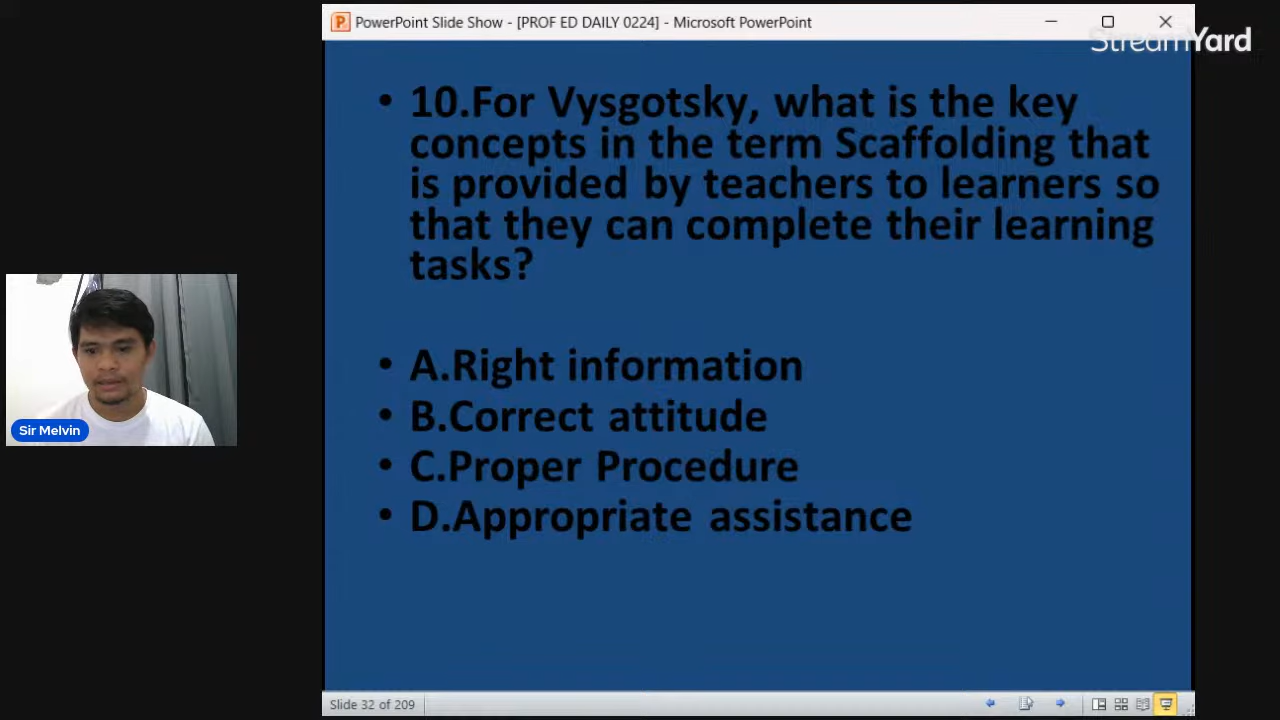 PowerPoint Slide Show - [PROF ED DAILY 0224] - Microsoft PowerPoint
StreamYard
• 10.For Vysgotsky, what is the key
concepts in the term Scaffolding that
is provided by teachers to learners so
that they can complete their learning
tasks?
• A.Right information
• B.Correct attitude
• C.Proper Procedure
• D.Appropriate assistance
Sir Melvin
Slide 32 of 209